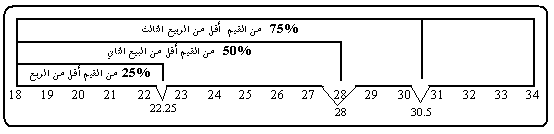 75% من القيم أقل من الربيع الثالث
50% من القيم أقل من البيع الثاني
25% من القيم أقل من الربع
18 19 20 21 22 23 24 25 26 27 28 29 30 31 32 33 34
22.25 28 30.5